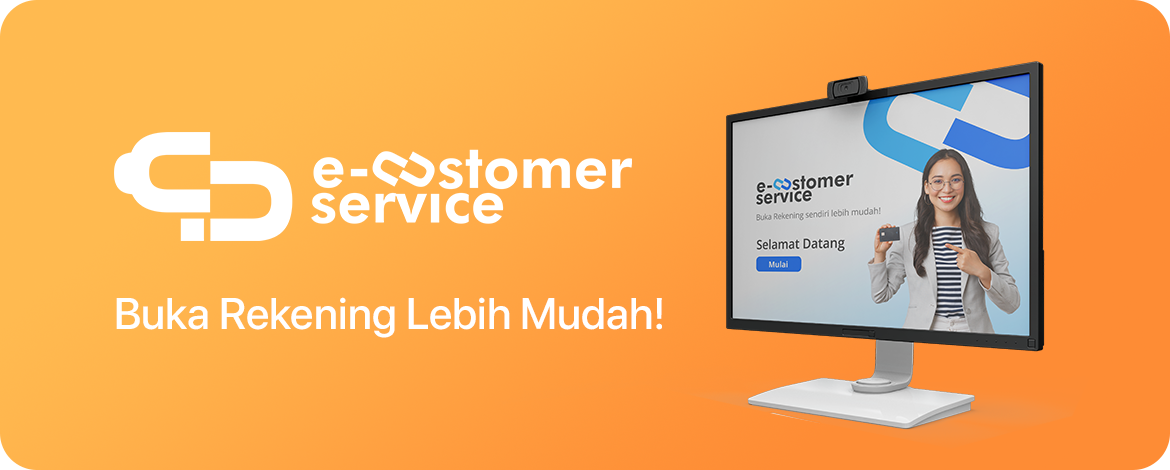 e-customer
service
Buka Rekening Lebih Mudah!
e-customer
service
Buka Rekening sendiri lebih mudah!
Selamat Datang
Mulai